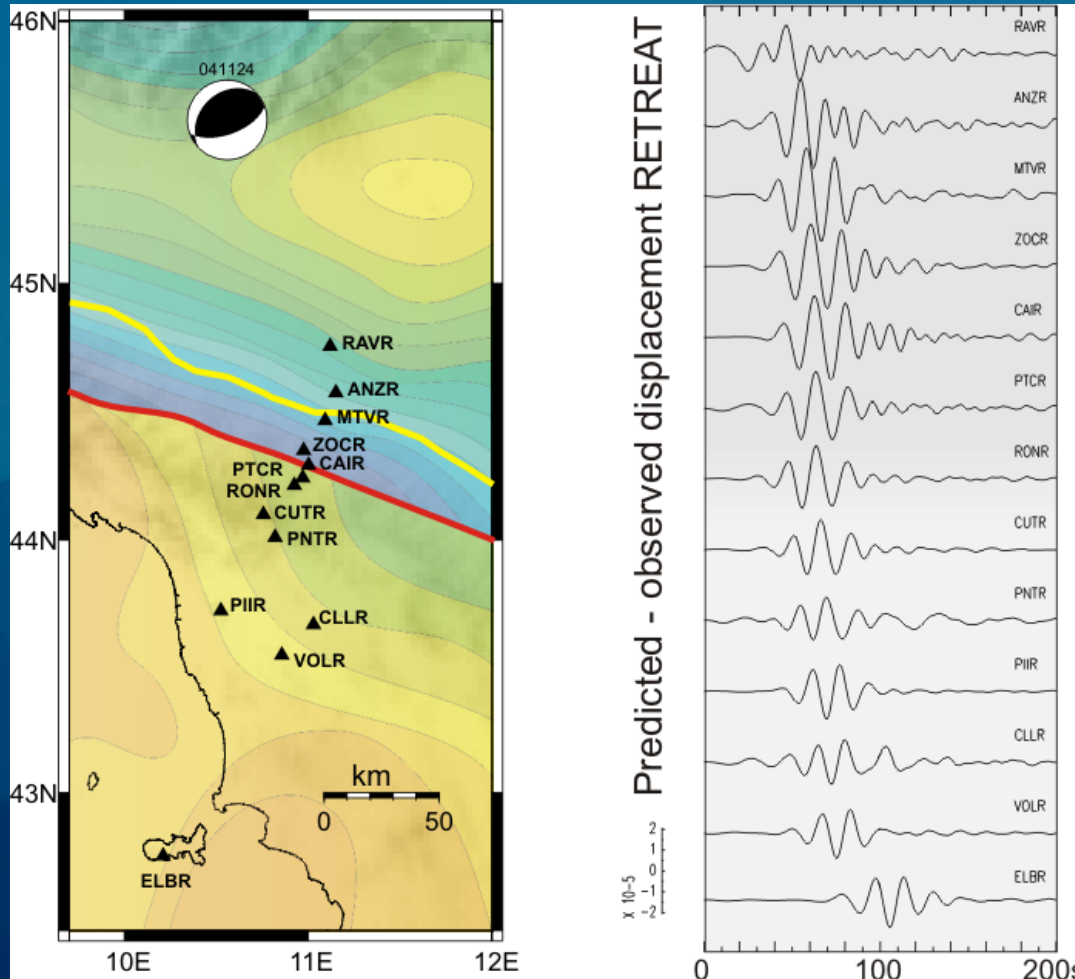 46N
45N
44N
43N
10E
11E
12E
041124
RAVR
ANZR
MTVR
ZOCR
CAIR
PTCR
RONR
CUTR
PNTR
PIIR
CLLR
VOLR
ELBR
km
0 50
Predicted - observed displacement RETREAT
RAVR
ANZR
MTVR
ZOCR
CAIR
PTCR
RONR
CUTR
PNTR
PIIR
CLLR
VOLR
ELBR
2
1
0
-1
-2
x 10-5
0 100 200s